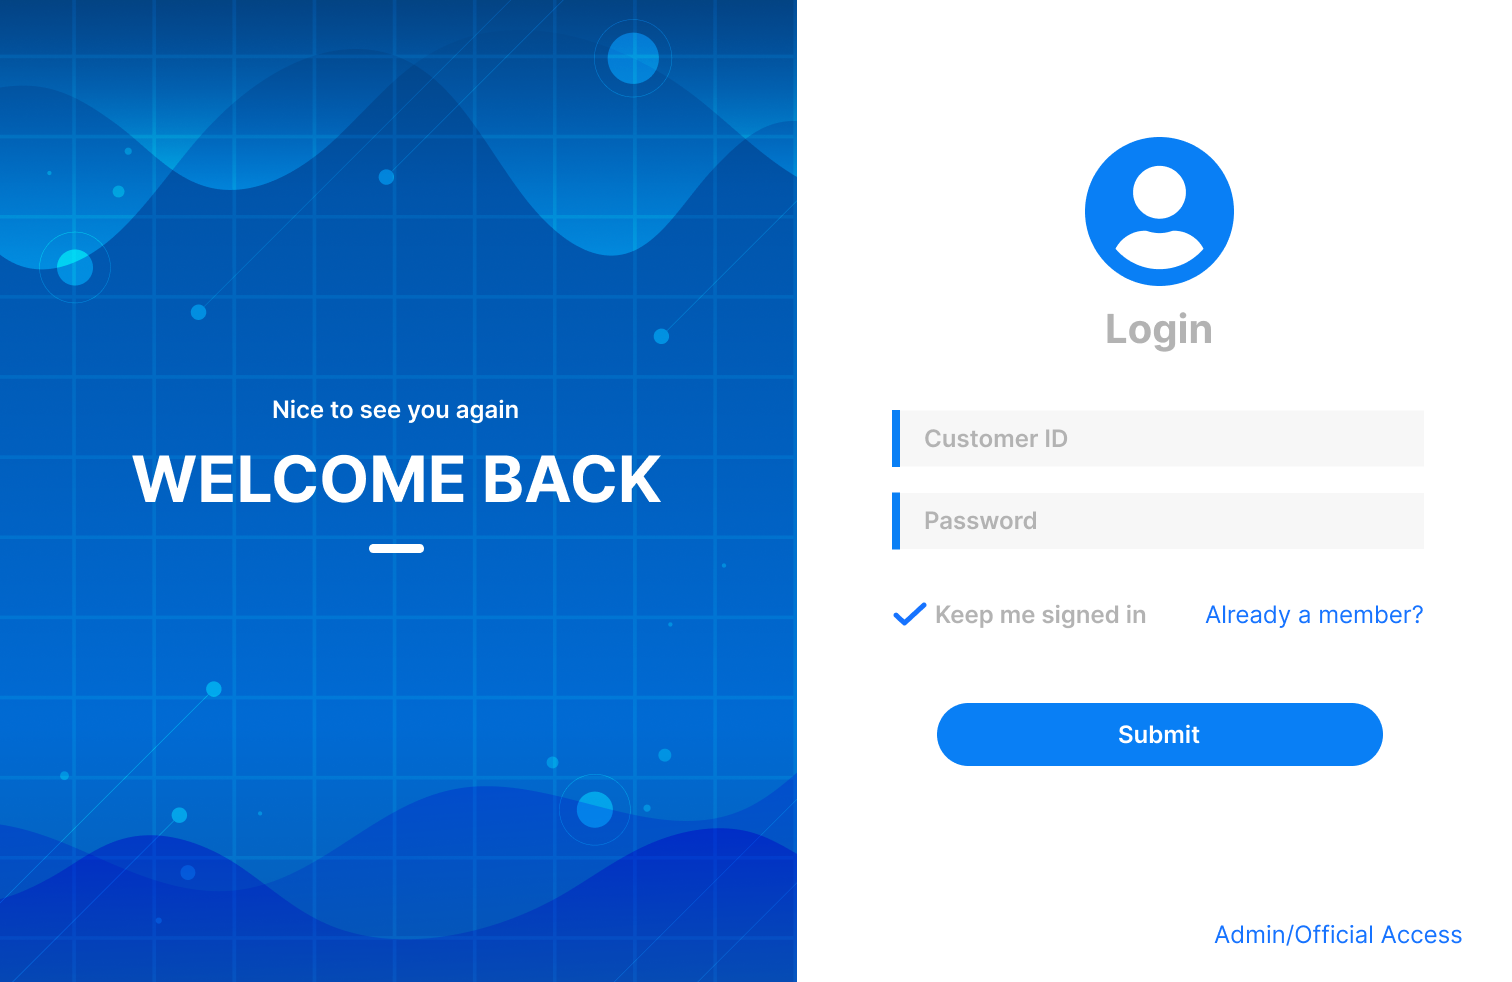 Nice to see you again
WELCOME BACK
Login
Customer ID
Password
Keep me signed in
Already a member?
Submit
Admin/Official Access